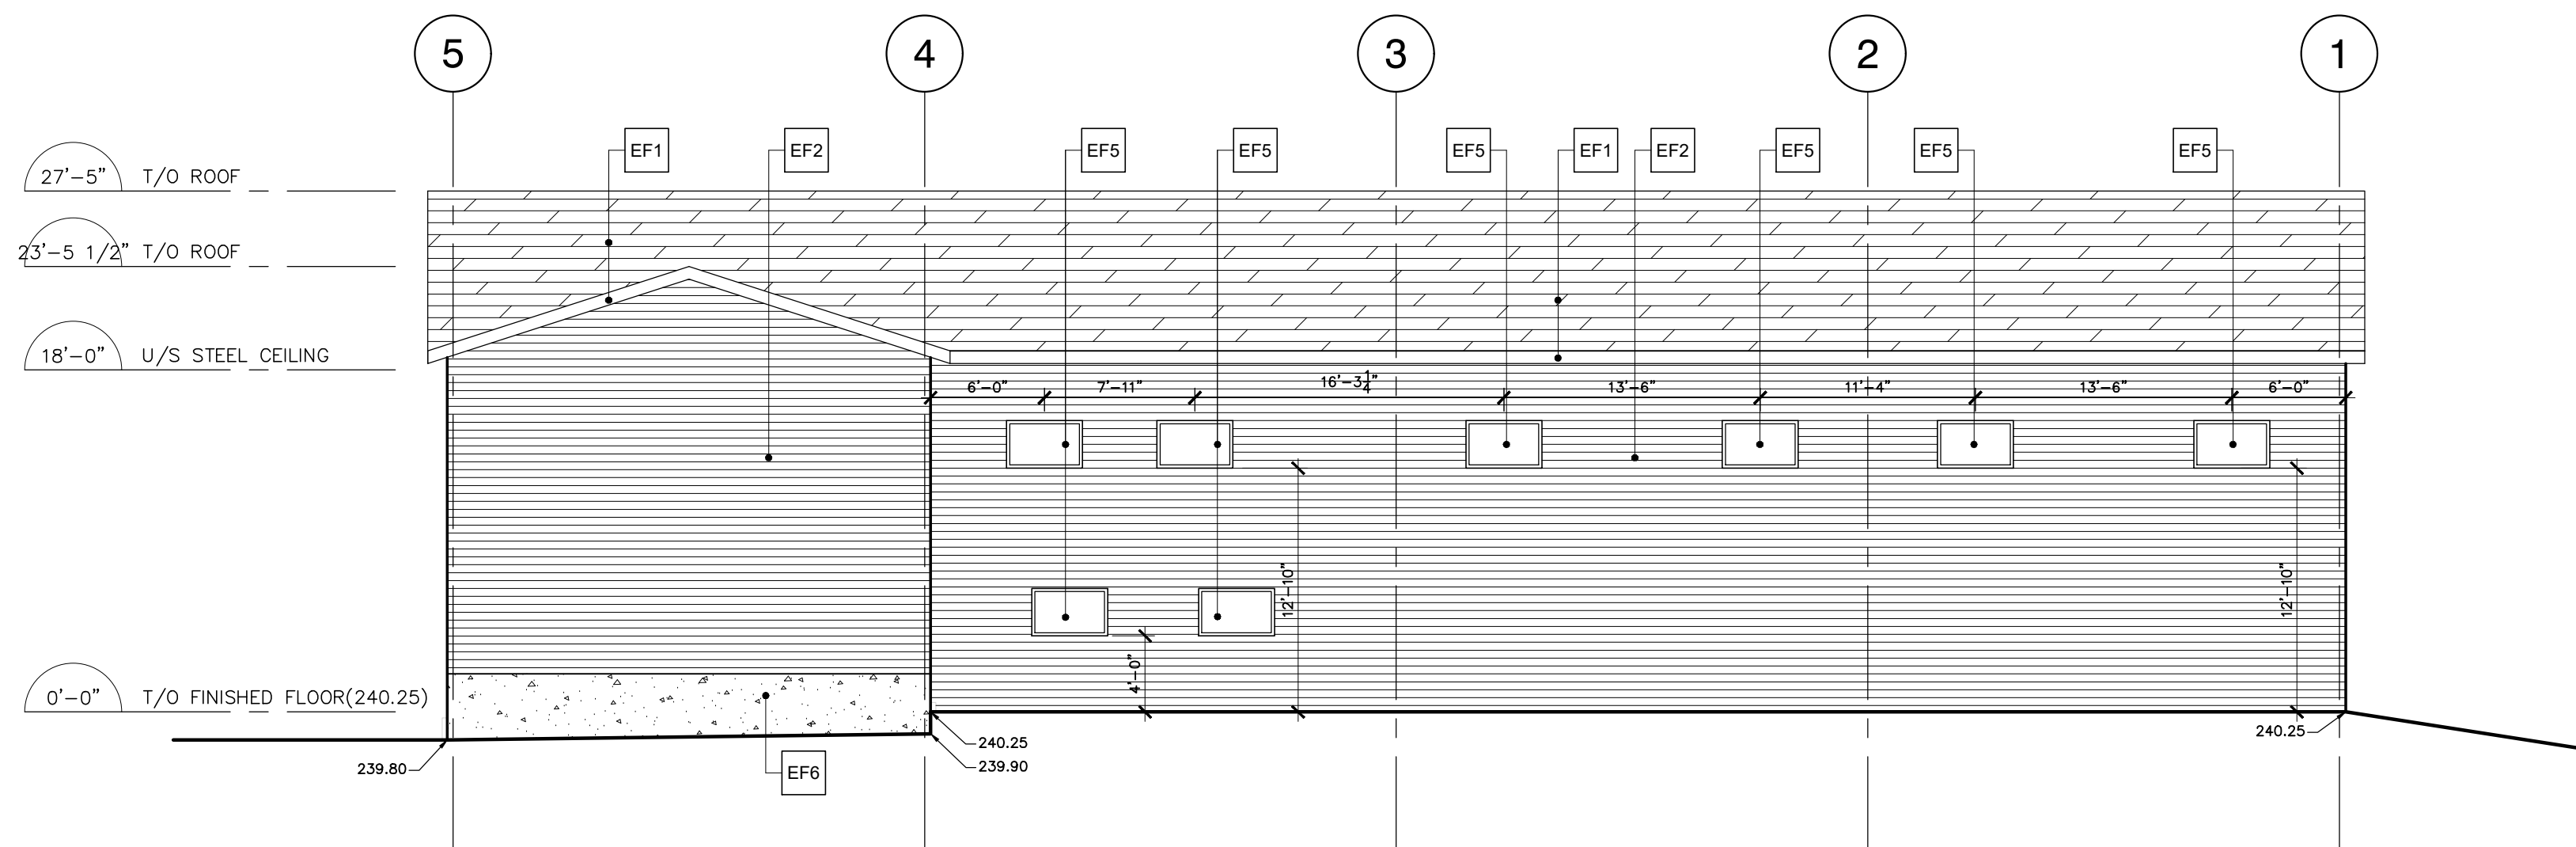 5 4 3 2 1
EF1 EF2 EF5 EF5 EF5 EF1 EF2 EF5 EF5 EF5
27'-5" T/O ROOF
23'-5 1/2" T/O ROOF
18'-0" U/S STEEL CEILING
6'-0" 7'-11" 16'-3 1/4" 13'-6" 11'-4" 13'-6" 6'-0"
12'-10" 12'-10"
4'-0"
0'-0" T/O FINISHED FLOOR(240.25)
240.25 240.25
239.80 239.90
EF6